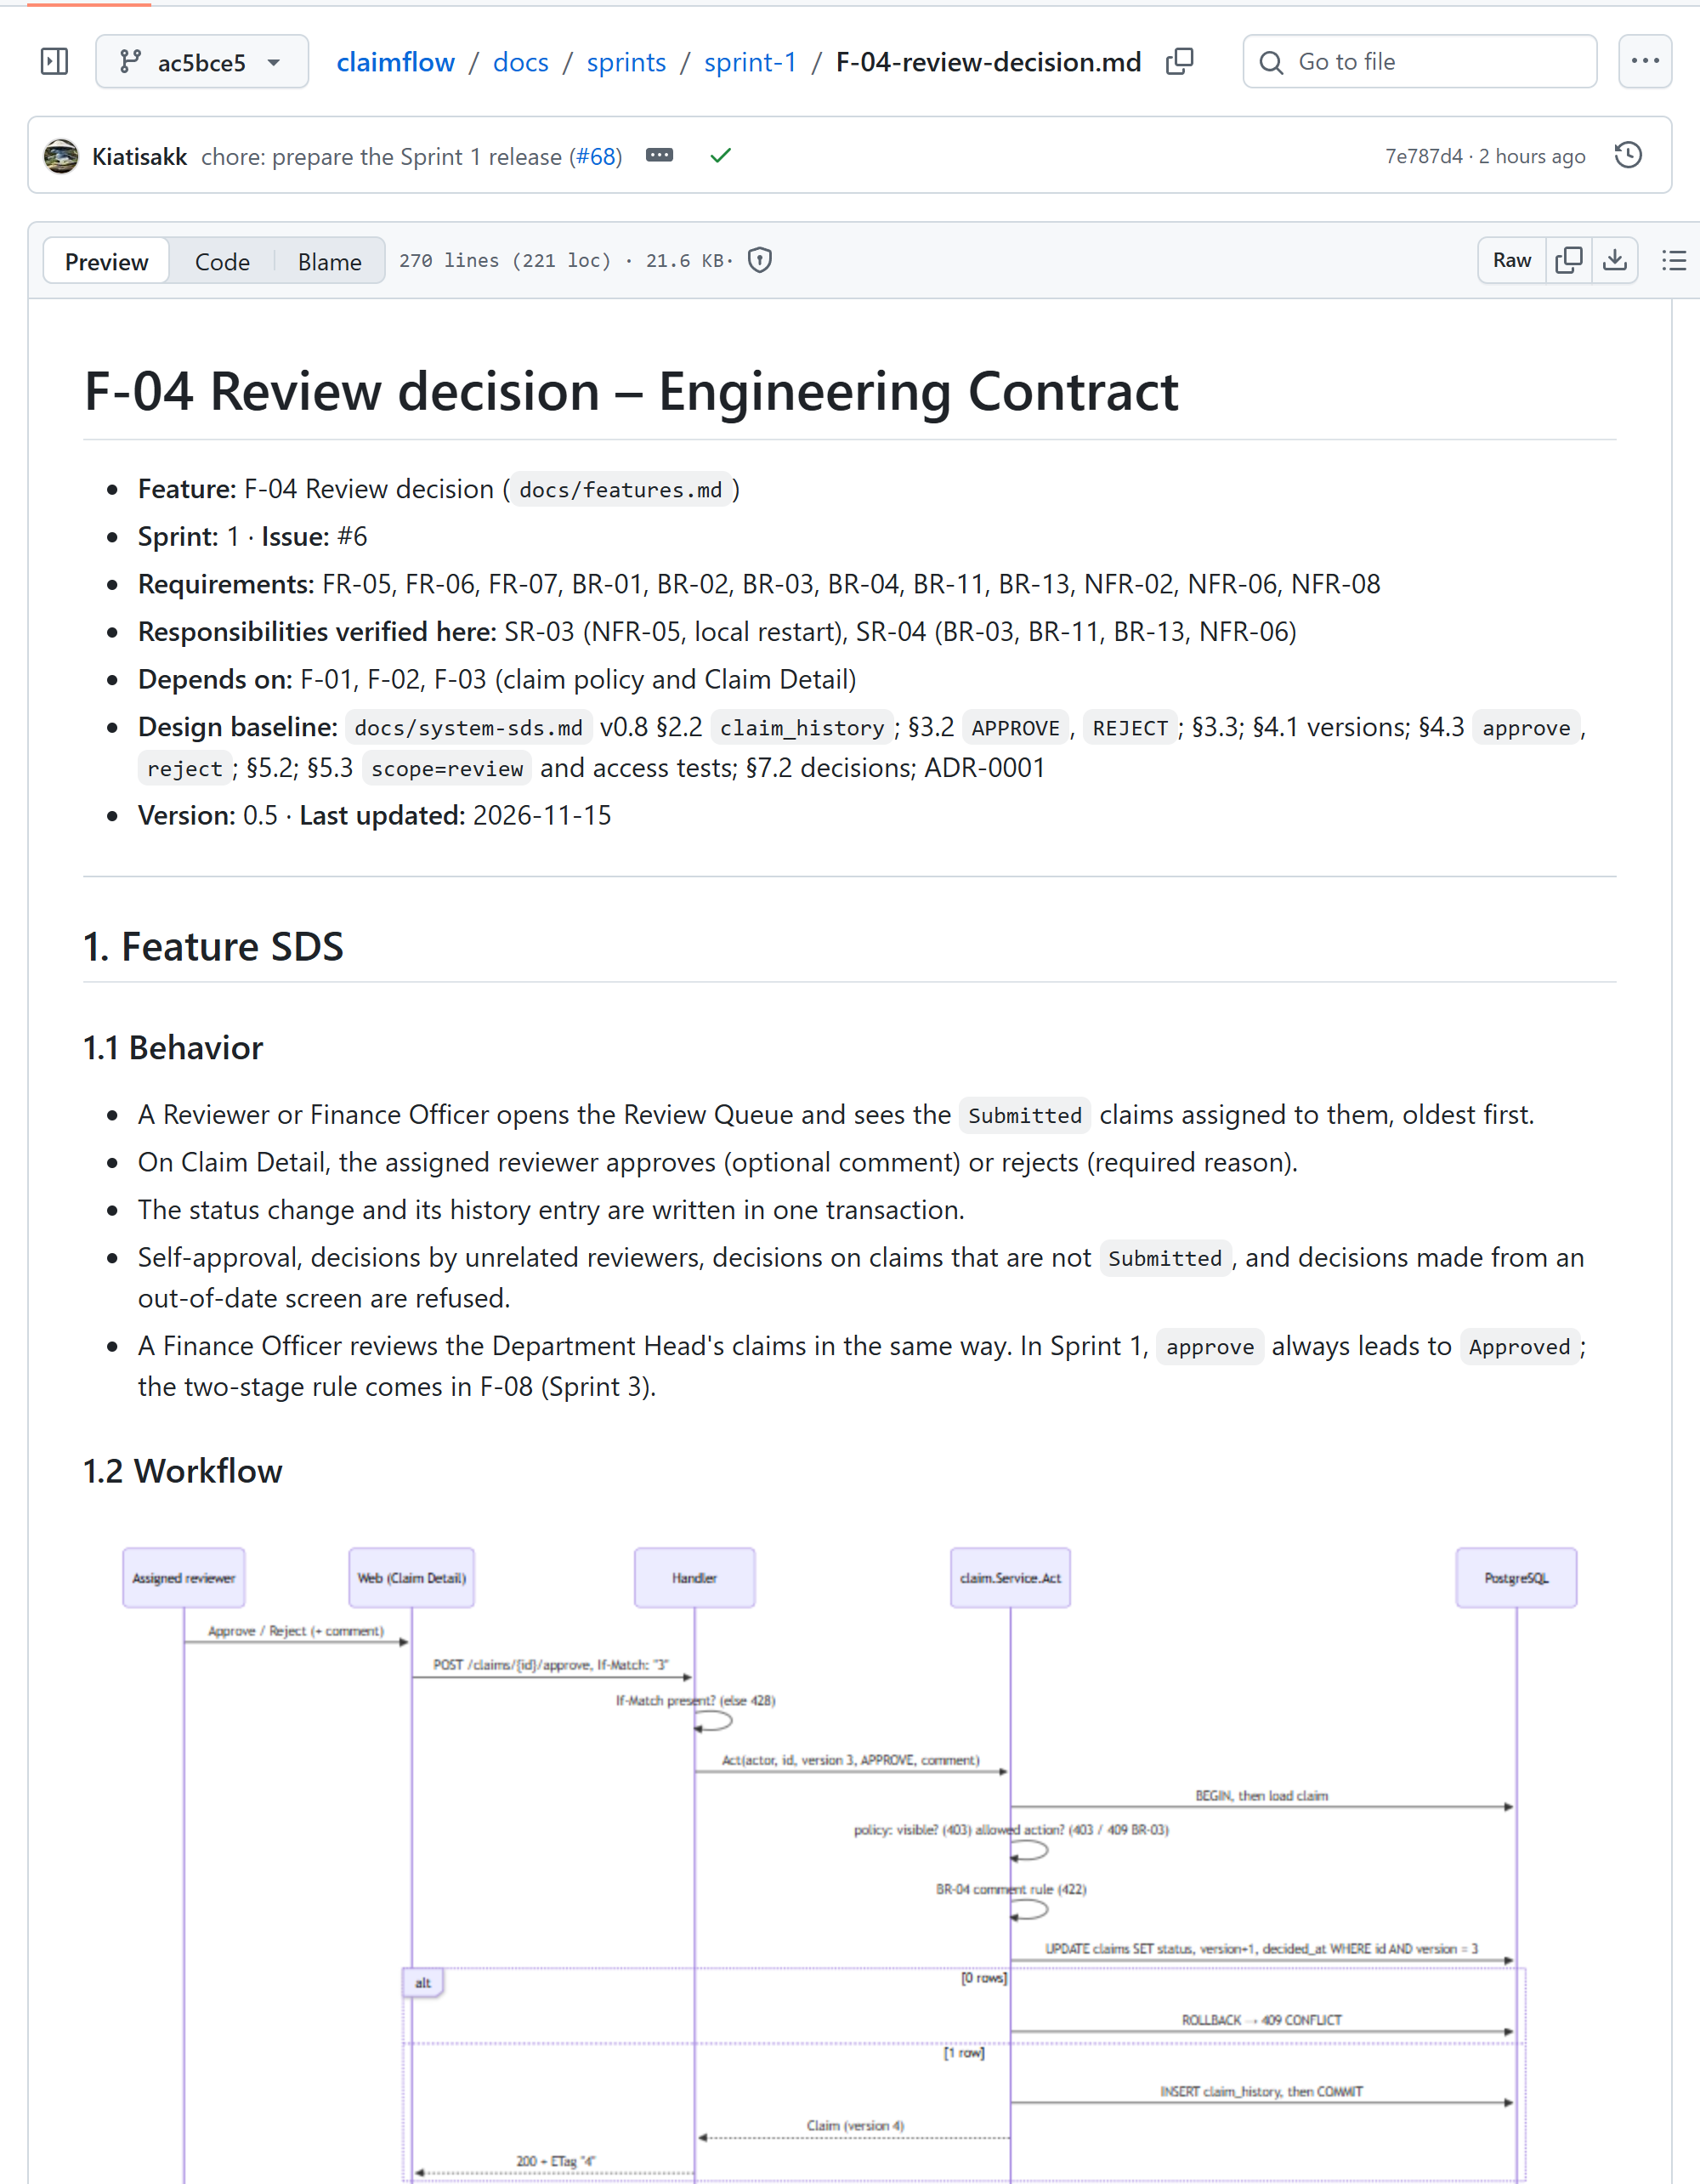 ac5bce5
claimflow / docs / sprints / sprint-1 / F-04-review-decision.md
Go to file
Kiatisakk chore: prepare the Sprint 1 release (#68)
7e787d4 · 2 hours ago
Preview Code Blame 270 lines (221 loc) · 21.6 KB·
Raw
F-04 Review decision – Engineering Contract
Feature: F-04 Review decision ( docs/features.md )
Sprint: 1 · Issue: #6
Requirements: FR-05, FR-06, FR-07, BR-01, BR-02, BR-03, BR-04, BR-11, BR-13, NFR-02, NFR-06, NFR-08
Responsibilities verified here: SR-03 (NFR-05, local restart), SR-04 (BR-03, BR-11, BR-13, NFR-06)
Depends on: F-01, F-02, F-03 (claim policy and Claim Detail)
Design baseline: docs/system-sds.md v0.8 §2.2 claim_history ; §3.2 APPROVE , REJECT ; §3.3; §4.1 versions; §4.3 approve ,
reject ; §5.2; §5.3 scope=review and access tests; §7.2 decisions; ADR-0001
Version: 0.5 · Last updated: 2026-11-15
1. Feature SDS
1.1 Behavior
A Reviewer or Finance Officer opens the Review Queue and sees the Submitted claims assigned to them, oldest first.
On Claim Detail, the assigned reviewer approves (optional comment) or rejects (required reason).
The status change and its history entry are written in one transaction.
Self-approval, decisions by unrelated reviewers, decisions on claims that are not Submitted , and decisions made from an
out-of-date screen are refused.
A Finance Officer reviews the Department Head's claims in the same way. In Sprint 1, approve always leads to Approved ;
the two-stage rule comes in F-08 (Sprint 3).
1.2 Workflow
Assigned reviewer
Web (Claim Detail)
Handler
claim.Service.Act
PostgreSQL
Approve / Reject (+ comment)
POST /claims/{id}/approve, If-Match: "3"
If-Match present? (else 428)
Act(actor, id, version 3, APPROVE, comment)
BEGIN, then load claim
policy: visible? (403) allowed action? (403 / 409 BR-03)
BR-04 comment rule (422)
UPDATE claims SET status, version+1, decided_at WHERE id AND version = 3
alt
[0 rows]
ROLLBACK → 409 CONFLICT
[1 row]
INSERT claim_history, then COMMIT
Claim (version 4)
200 + ETag "4"